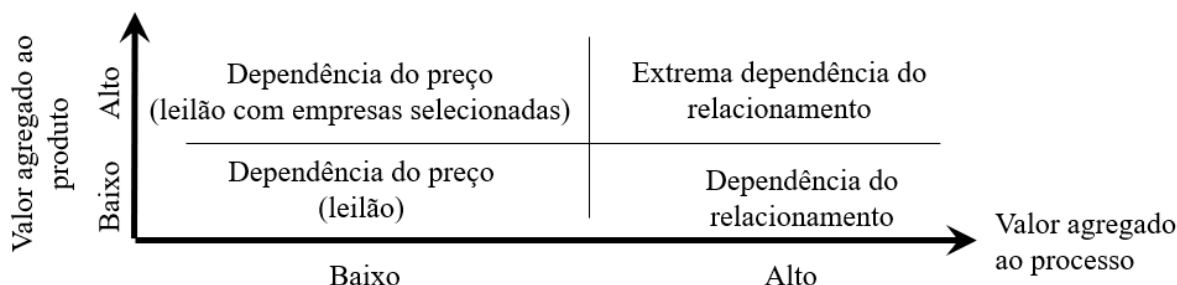 Valor agregado ao
produto
Alto
Baixo
Dependência do preço
(leilão com empresas selecionadas)
Extrema dependência do
relacionamento
Dependência do preço
(leilão)
Dependência do
relacionamento
Baixo
Alto
Valor agregado
ao processo